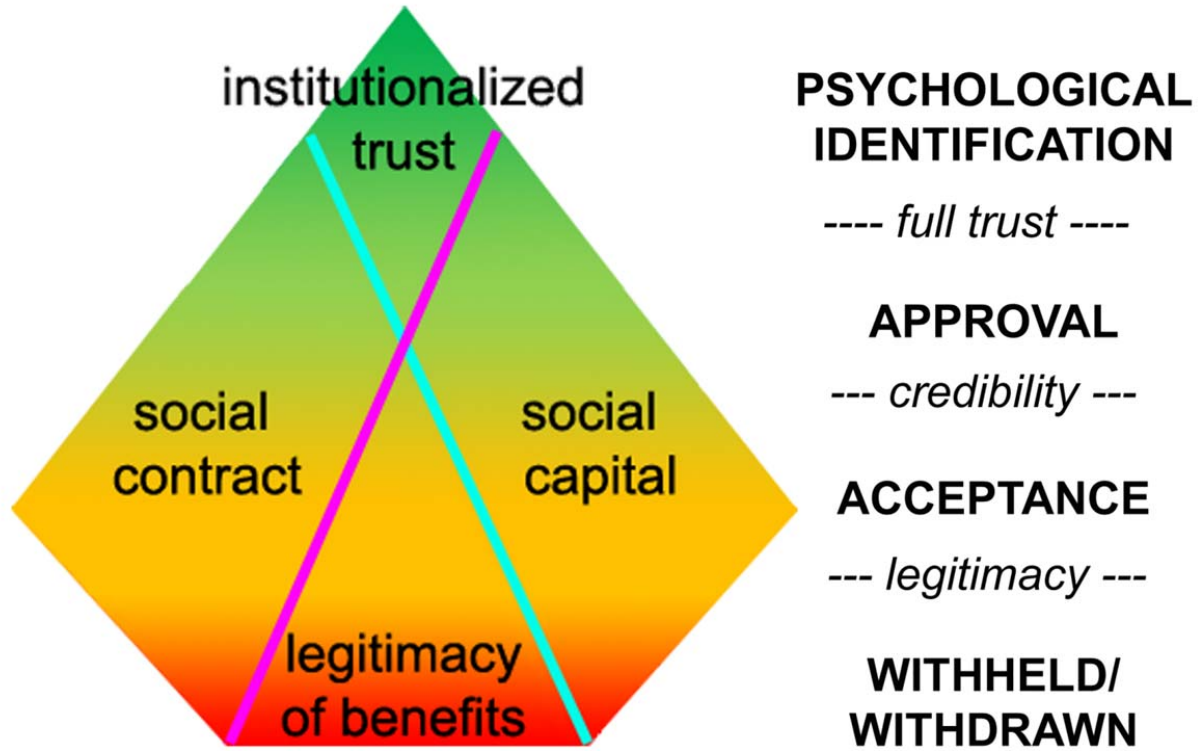 institutionalized
trust
social
contract
social
capital
legitimacy
of benefits
PSYCHOLOGICAL
IDENTIFICATION
---- full trust ----
APPROVAL
--- credibility ---
ACCEPTANCE
--- legitimacy ---
WITHHELD/
WITHDRAWN